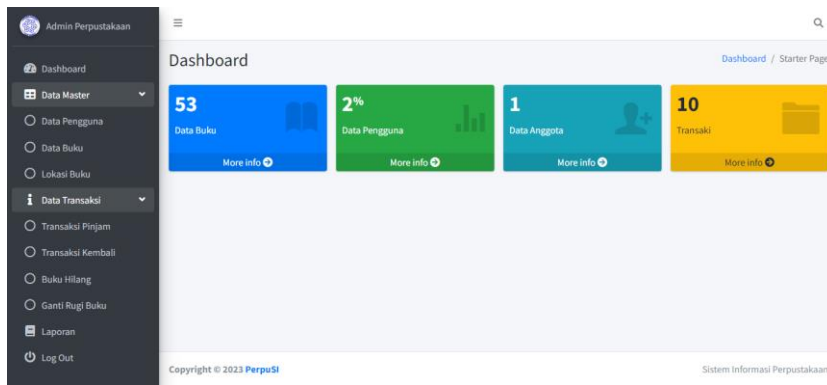 Admin Perpustakaan
Dashboard
Data Master
Data Pengguna
Data Buku
Lokasi Buku
Data Transaksi
Transaksi Pinjam
Transaksi Kembali
Buku Hilang
Ganti Rugi Buku
Laporan
Log Out
Dashboard
Dashboard / Starter Page
53
Data Buku
More info
2%
Data Pengguna
More info
1
Data Anggota
More info
10
Transaki
More info
Copyright © 2023 PerpuSI
Sistem Informasi Perpustakaan